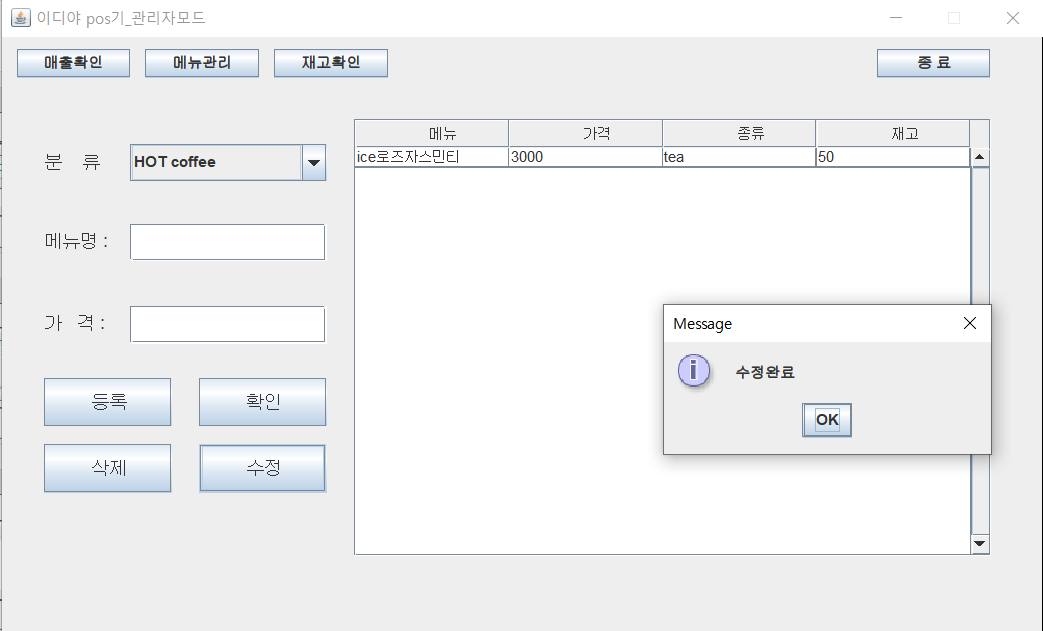 이디야 pos기_관리자모드
매출확인 메뉴관리 재고확인 종 료
메뉴 가격 종류 재고
ice로즈자스민티 3000 tea 50
분 류 HOT coffee
메뉴명 :
가 격 :
등록 확인
삭제 수정
Message
i 수정완료
OK